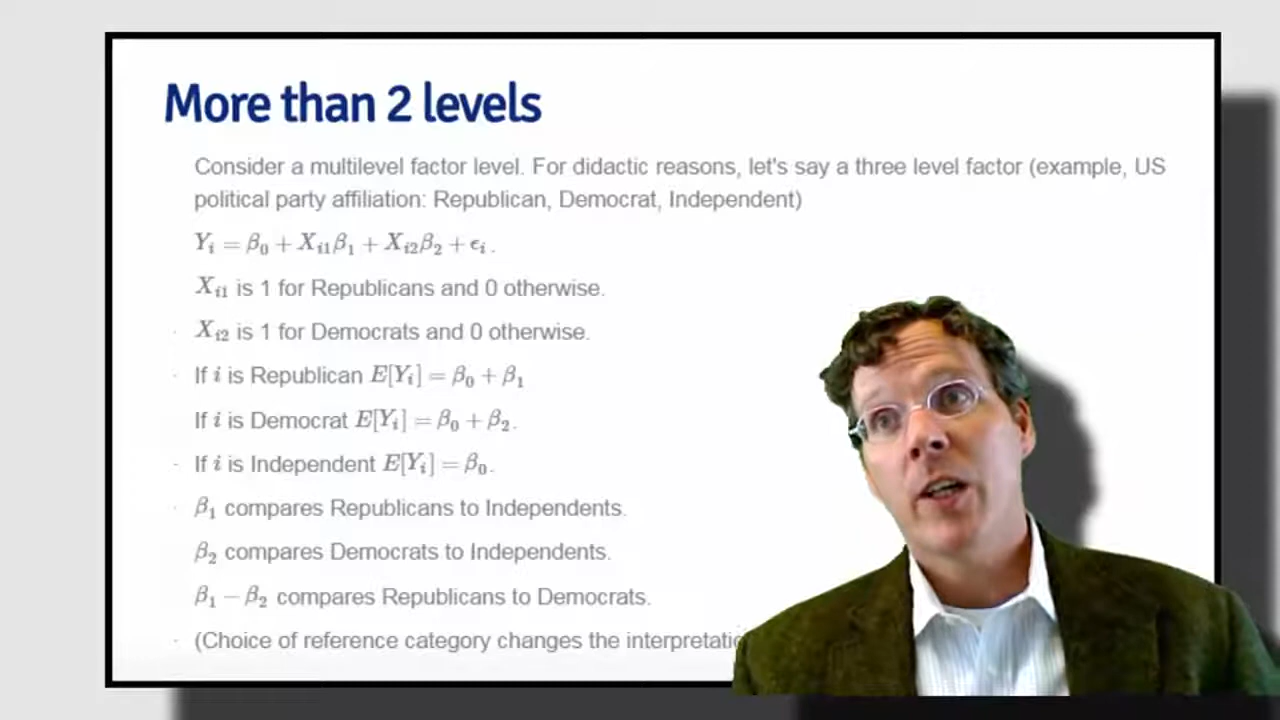 More than 2 levels
Consider a multilevel factor level. For didactic reasons, let's say a three level factor (example, US
political party affiliation: Republican, Democrat, Independent)
Yᵢ = β₀ + Xᵢ₁β₁ + Xᵢ₂β₂ + ϵᵢ.
Xᵢ₁ is 1 for Republicans and 0 otherwise.
· Xᵢ₂ is 1 for Democrats and 0 otherwise.
· If i is Republican E[Yᵢ] = β₀ + β₁
If i is Democrat E[Yᵢ] = β₀ + β₂.
· If i is Independent E[Yᵢ] = β₀.
· β₁ compares Republicans to Independents.
β₂ compares Democrats to Independents.
β₁ − β₂ compares Republicans to Democrats.
· (Choice of reference category changes the